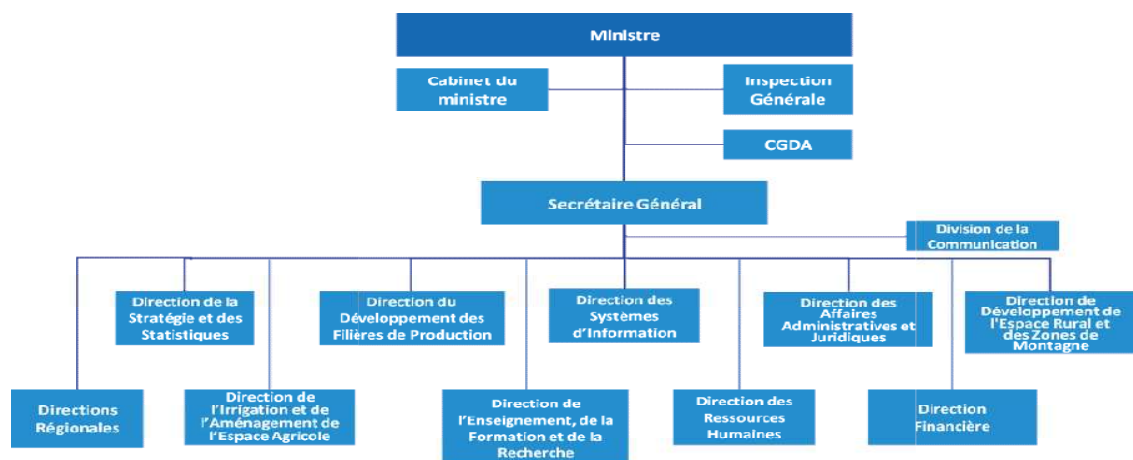 Ministre
Cabinet du
ministre
Inspection
Générale
CGDA
Secrétaire Général
Division de la
Communication
Direction de la
Stratégie et des
Statistiques
Direction du
Développement des
Filières de Production
Direction des
Systèmes
d'Information
Direction des
Affaires
Administratives et
Juridiques
Direction de
Développement de
l'Espace Rural et
des Zones de
Montagne
Directions
Régionales
Direction de
l'Irrigation et de
l'Aménagement de
l'Espace Agricole
Direction de
l'Enseignement, de la
Formation et de la
Recherche
Direction des
Ressources
Humaines
Direction
Financière